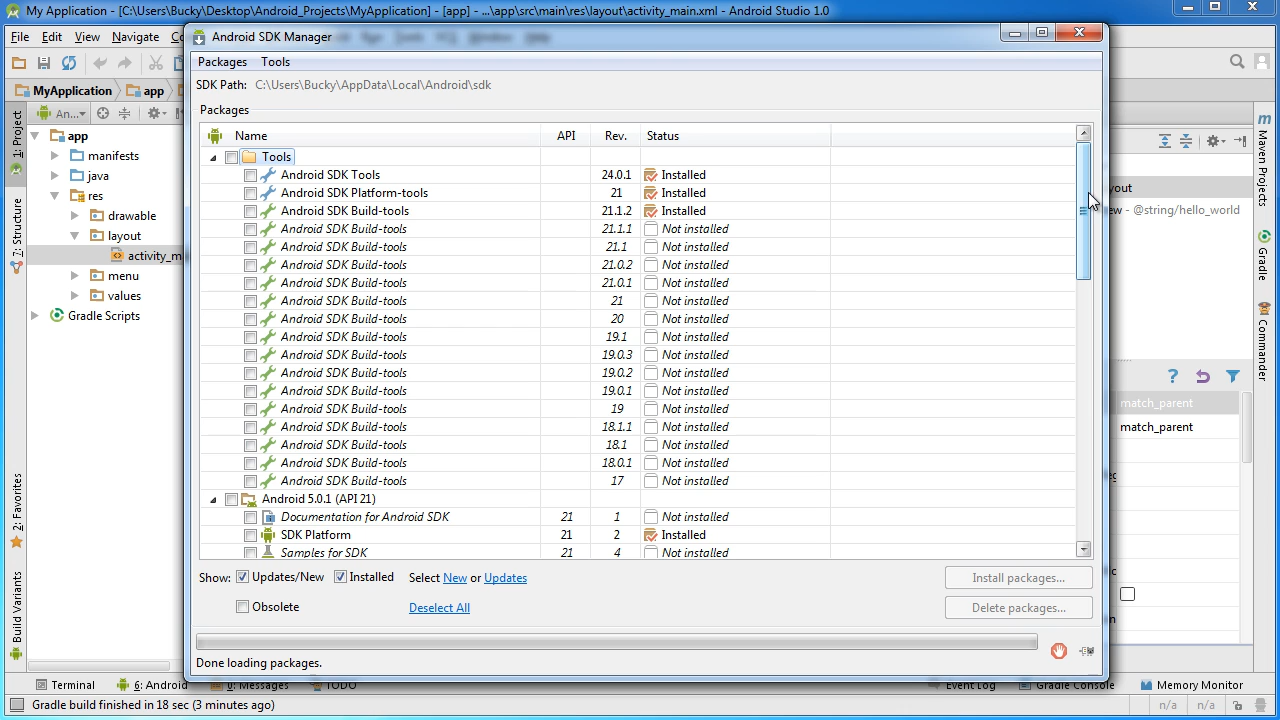 My Application - [C:\Users\Bucky\Desktop\Android_Projects\MyApplication] - [app] - ...\app\src\main\res\layout\activity_main.xml - Android Studio 1.0
File Edit View Navigate
MyApplication app
1: Project
7: Structure
2: Favorites
Build Variants
An...
app
manifests
java
res
drawable
layout
activity_m
menu
values
Gradle Scripts
Android SDK Manager
Packages Tools
SDK Path: C:\Users\Bucky\AppData\Local\Android\sdk
Packages
Name API Rev. Status
Tools
Android SDK Tools 24.0.1 Installed
Android SDK Platform-tools 21 Installed
Android SDK Build-tools 21.1.2 Installed
Android SDK Build-tools 21.1.1 Not installed
Android SDK Build-tools 21.1 Not installed
Android SDK Build-tools 21.0.2 Not installed
Android SDK Build-tools 21.0.1 Not installed
Android SDK Build-tools 21 Not installed
Android SDK Build-tools 20 Not installed
Android SDK Build-tools 19.1 Not installed
Android SDK Build-tools 19.0.3 Not installed
Android SDK Build-tools 19.0.2 Not installed
Android SDK Build-tools 19.0.1 Not installed
Android SDK Build-tools 19 Not installed
Android SDK Build-tools 18.1.1 Not installed
Android SDK Build-tools 18.1 Not installed
Android SDK Build-tools 18.0.1 Not installed
Android SDK Build-tools 17 Not installed
Android 5.0.1 (API 21)
Documentation for Android SDK 21 1 Not installed
SDK Platform 21 2 Installed
Samples for SDK 21 4 Not installed
Show: Updates/New Installed Select New or Updates
Install packages...
Obsolete Deselect All
Delete packages...
Done loading packages.
yout
ew - @string/hello_world
match_parent
match_parent
Maven Projects
Gradle
Commander
Terminal 6: Android 0: Messages TODO Event Log Gradle Console Memory Monitor
Gradle build finished in 18 sec (3 minutes ago) n/a n/a